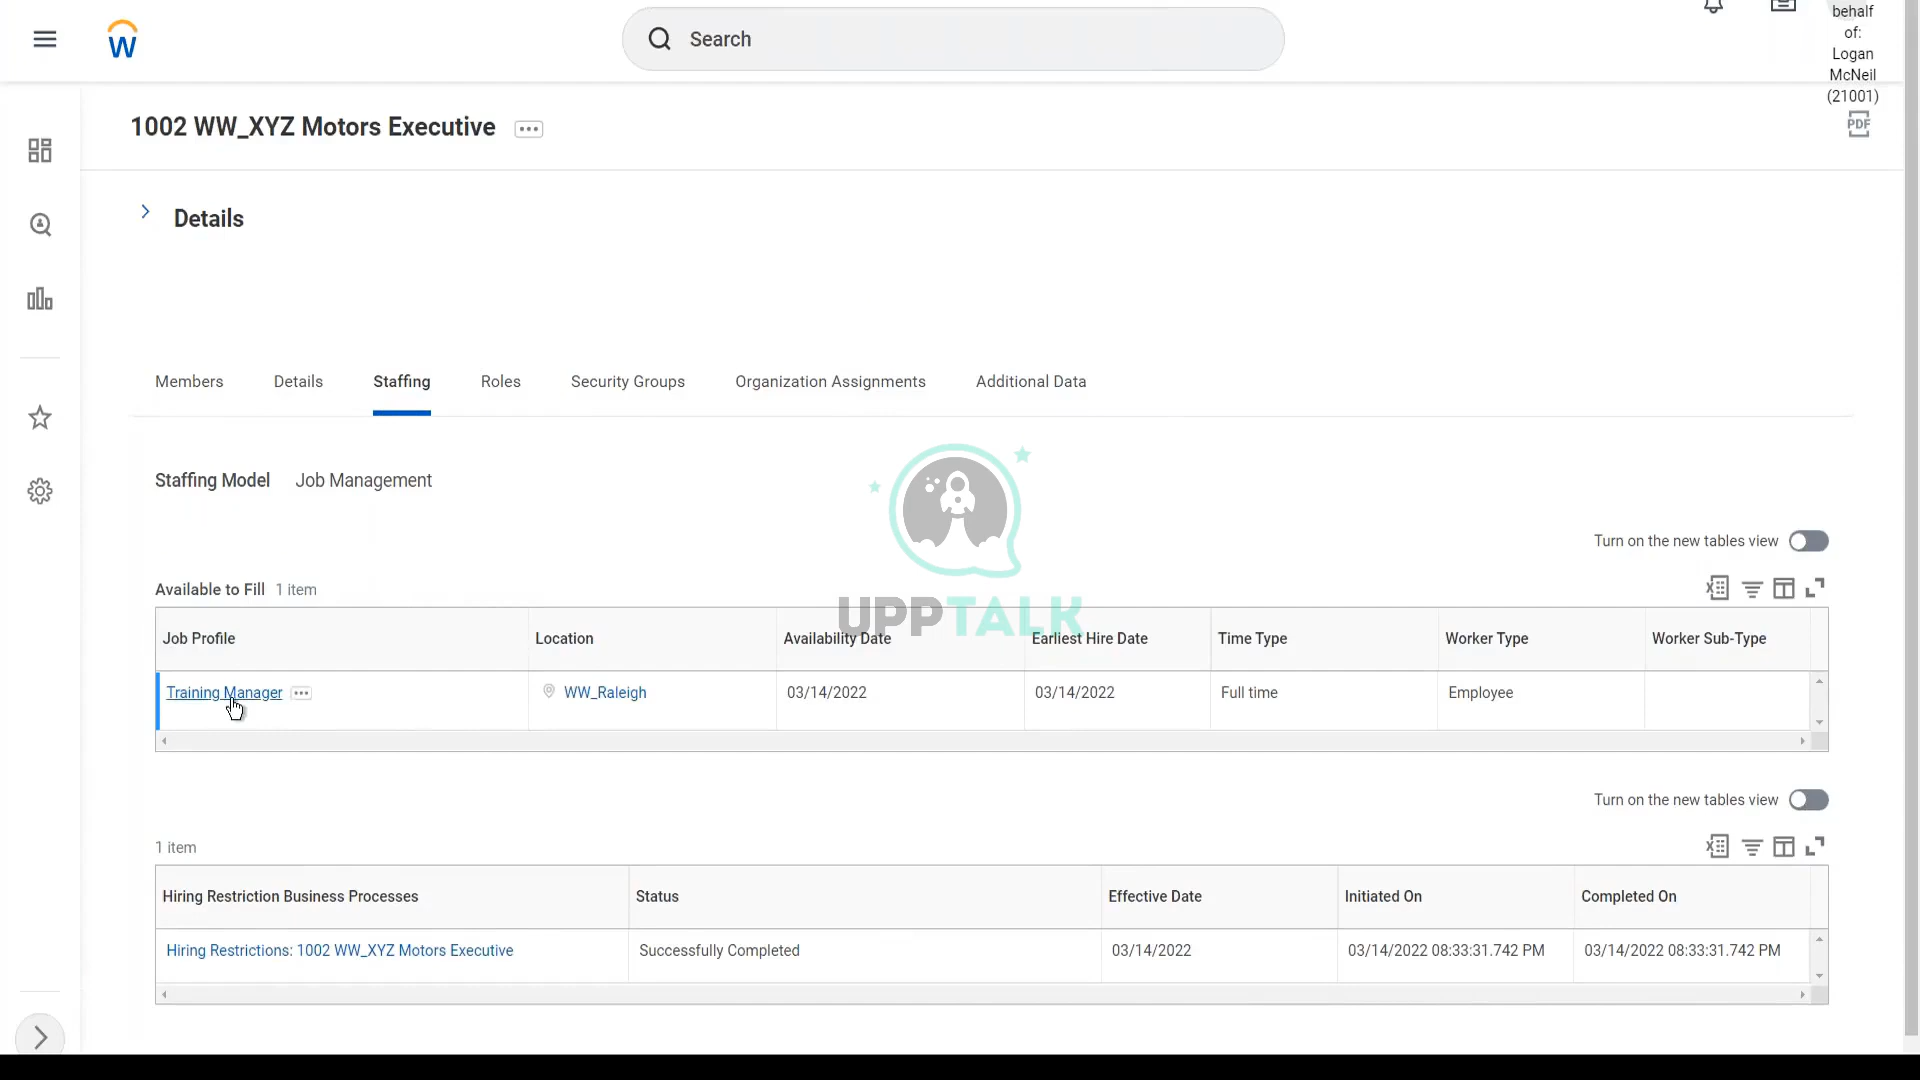 W
Search
behalf
of:
Logan
McNeil
(21001)
1002 WW_XYZ Motors Executive
PDF
Details
Members Details Staffing Roles Security Groups Organization Assignments Additional Data
Staffing Model Job Management
Turn on the new tables view
Available to Fill 1 item
UPPTALK
Job Profile Location Availability Date Earliest Hire Date Time Type Worker Type Worker Sub-Type
Training Manager WW_Raleigh 03/14/2022 03/14/2022 Full time Employee
Turn on the new tables view
1 item
Hiring Restriction Business Processes Status Effective Date Initiated On Completed On
Hiring Restrictions: 1002 WW_XYZ Motors Executive Successfully Completed 03/14/2022 03/14/2022 08:33:31.742 PM 03/14/2022 08:33:31.742 PM